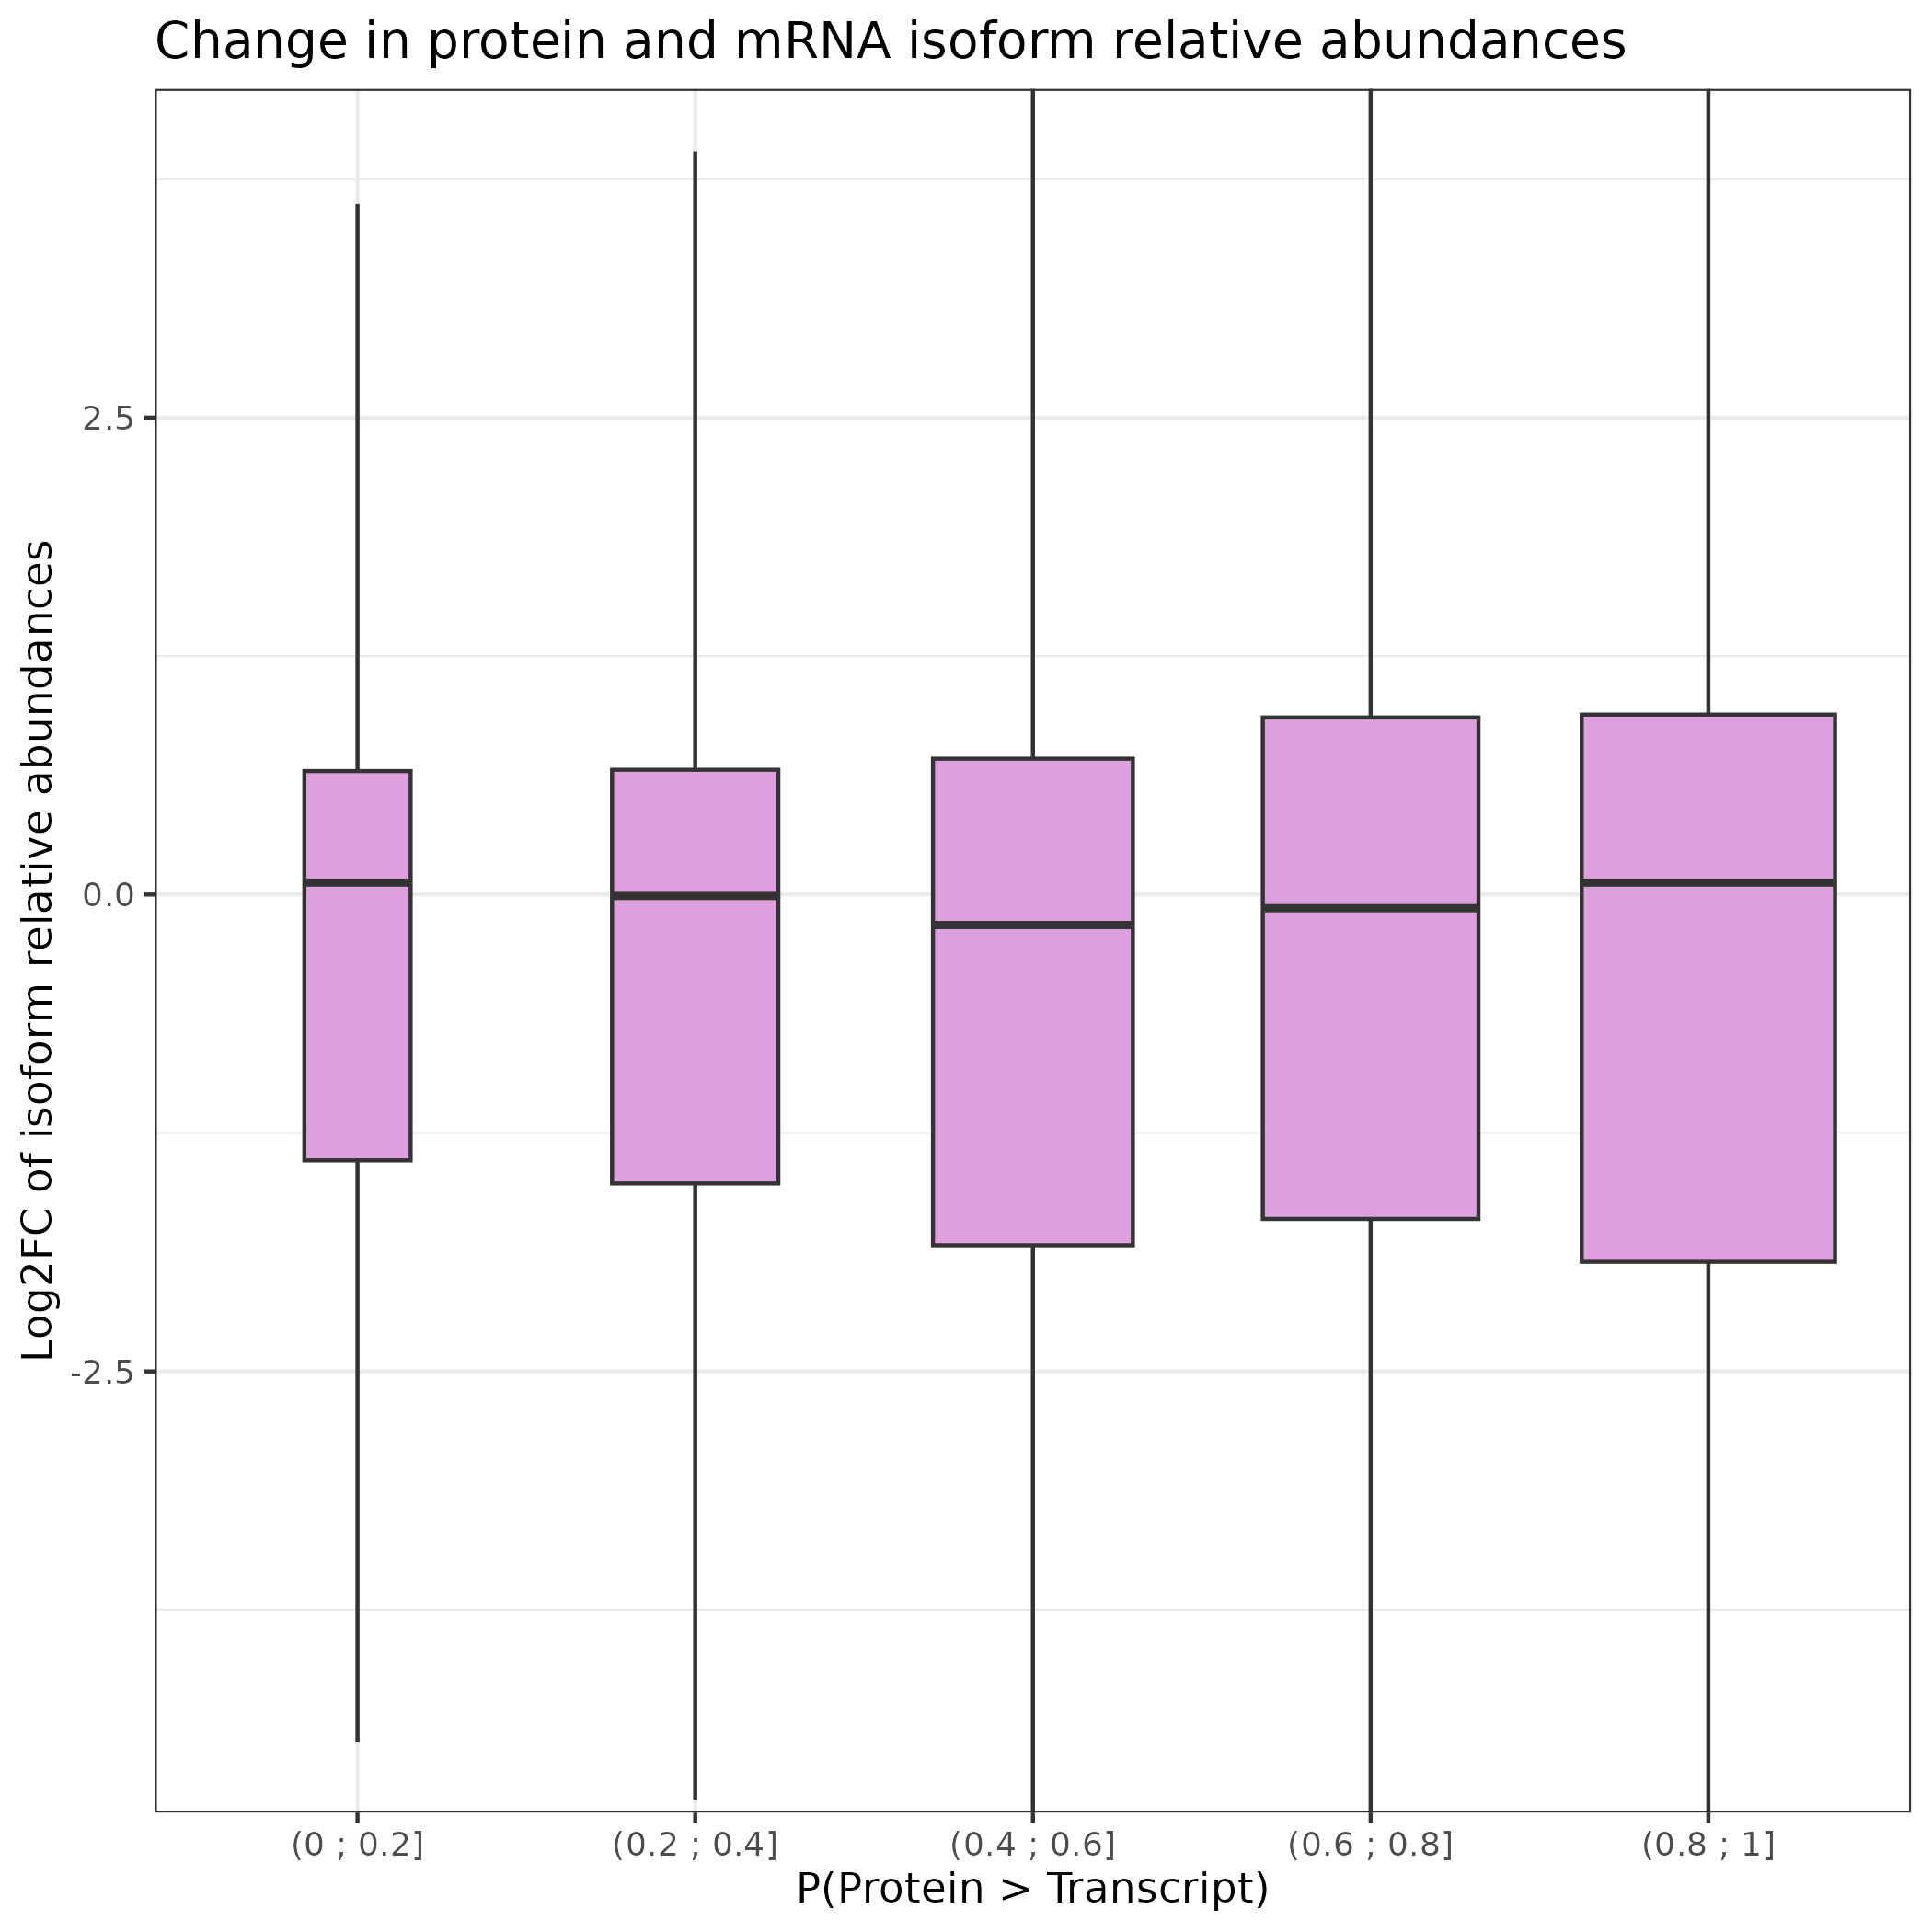 Change in protein and mRNA isoform relative abundances
Log2FC of isoform relative abundances
2.5
0.0
-2.5
(0 ; 0.2]
(0.2 ; 0.4]
(0.4 ; 0.6]
(0.6 ; 0.8]
(0.8 ; 1]
P(Protein > Transcript)